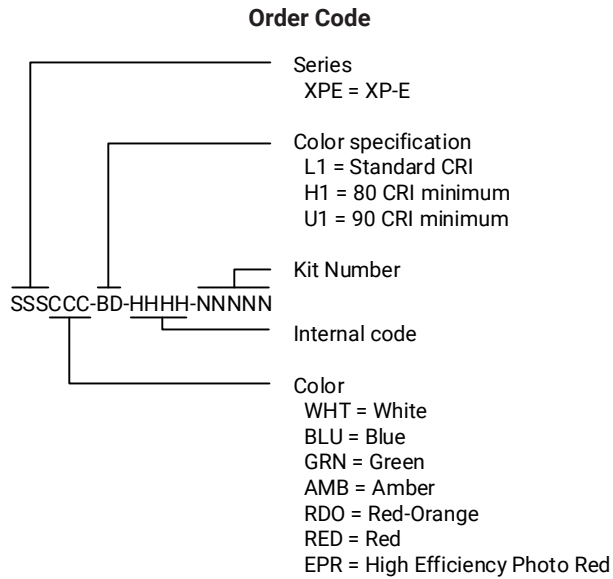 Order Code
Series
XPE = XP-E
Color specification
L1 = Standard CRI
H1 = 80 CRI minimum
U1 = 90 CRI minimum
Kit Number
SSSCCC-BD-HHHH-NNNNN
Internal code
Color
WHT = White
BLU = Blue
GRN = Green
AMB = Amber
RDO = Red-Orange
RED = Red
EPR = High Efficiency Photo Red